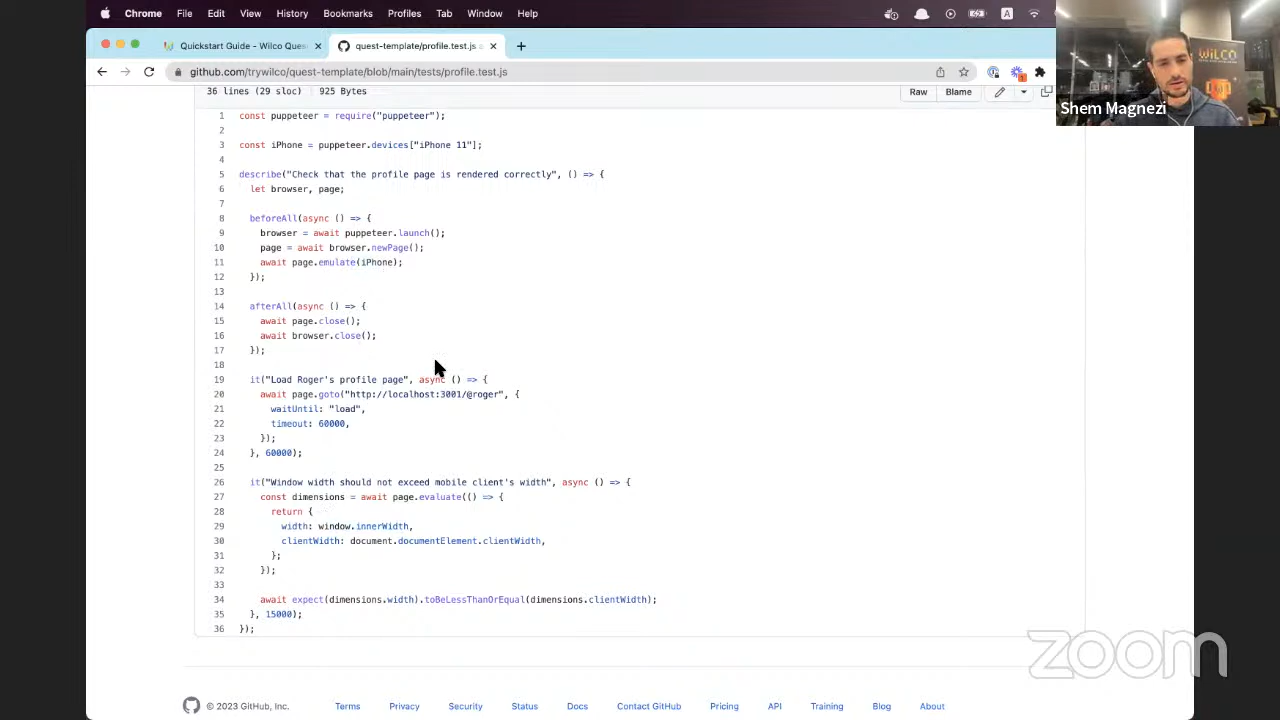 Chrome File Edit View History Bookmarks Profiles Tab Window Help
Quickstart Guide - Wilco Ques
quest-template/profile.test.js a
github.com/trywilco/quest-template/blob/main/tests/profile.test.js
WILCO
Shem Magnezi
36 lines (29 sloc) | 925 Bytes
Raw Blame
1 const puppeteer = require("puppeteer");
2
3 const iPhone = puppeteer.devices["iPhone 11"];
4
5 describe("Check that the profile page is rendered correctly", () => {
6 let browser, page;
7
8 beforeAll(async () => {
9 browser = await puppeteer.launch();
10 page = await browser.newPage();
11 await page.emulate(iPhone);
12 });
13
14 afterAll(async () => {
15 await page.close();
16 await browser.close();
17 });
18
19 it("Load Roger's profile page", async () => {
20 await page.goto("http://localhost:3001/@roger", {
21 waitUntil: "load",
22 timeout: 60000,
23 });
24 }, 60000);
25
26 it("Window width should not exceed mobile client's width", async () => {
27 const dimensions = await page.evaluate(() => {
28 return {
29 width: window.innerWidth,
30 clientWidth: document.documentElement.clientWidth,
31 };
32 });
33
34 await expect(dimensions.width).toBeLessThanOrEqual(dimensions.clientWidth);
35 }, 15000);
36 });
zoom
© 2023 GitHub, Inc. Terms Privacy Security Status Docs Contact GitHub Pricing API Training Blog About